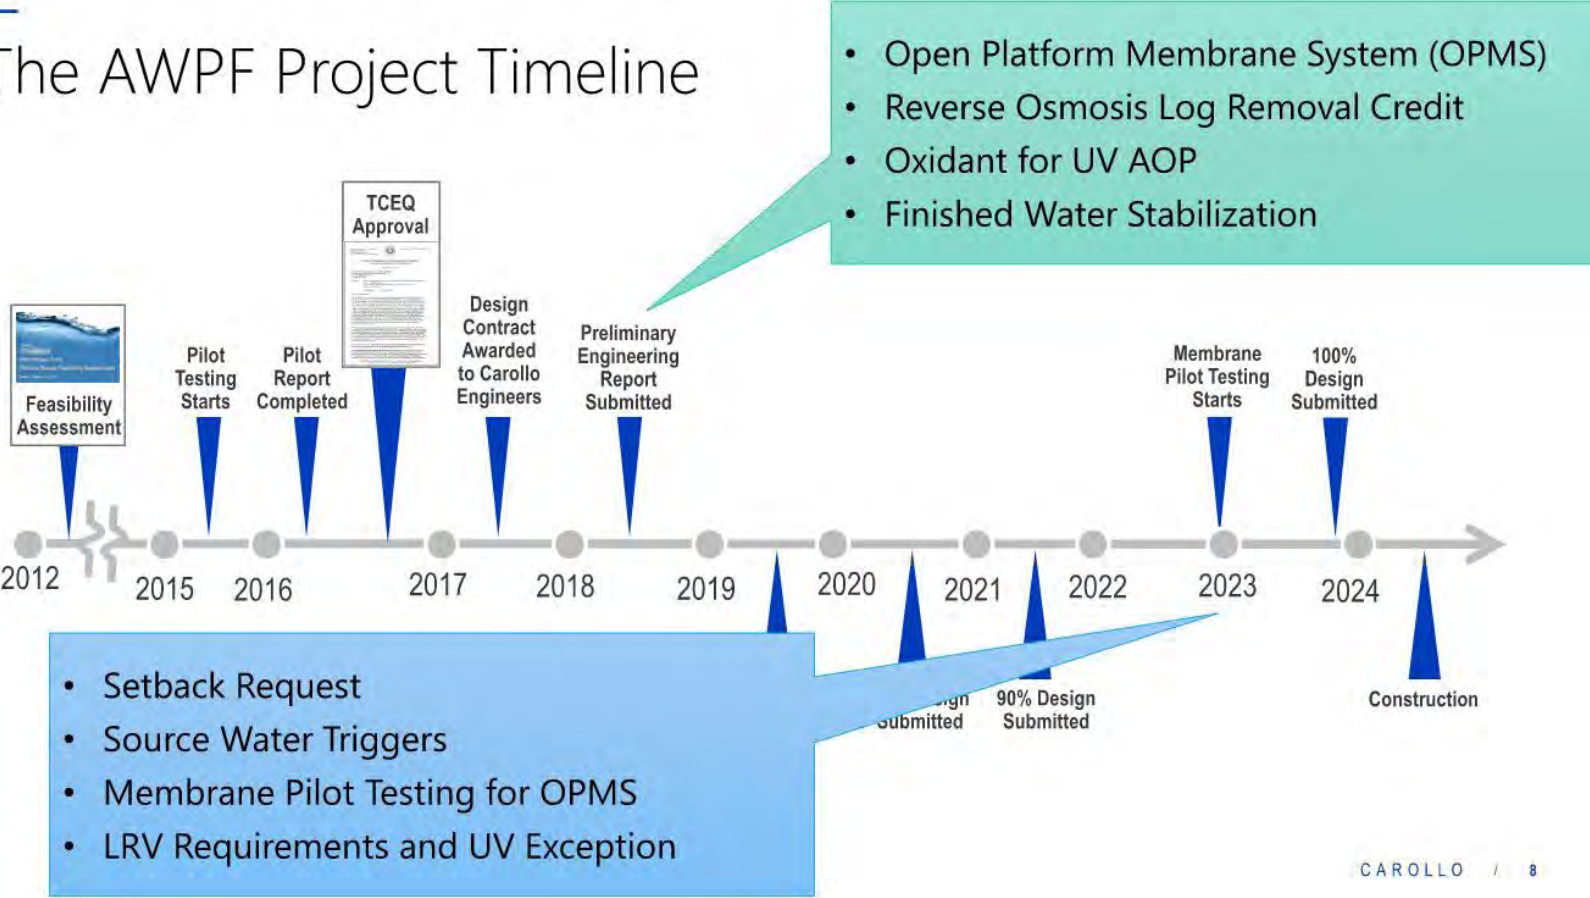 The AWPF Project Timeline
• Open Platform Membrane System (OPMS)
• Reverse Osmosis Log Removal Credit
• Oxidant for UV AOP
• Finished Water Stabilization
TCEQ
Approval
Feasibility
Assessment
Pilot
Testing
Starts
Pilot
Report
Completed
Design
Contract
Awarded
to Carollo
Engineers
Preliminary
Engineering
Report
Submitted
Membrane
Pilot Testing
Starts
100%
Design
Submitted
2012
2015
2016
2017
2018
2019
2020
2021
2022
2023
2024
• Setback Request
• Source Water Triggers
• Membrane Pilot Testing for OPMS
• LRV Requirements and UV Exception
Submitted
90% Design
Submitted
Construction
CAROLLO / 8